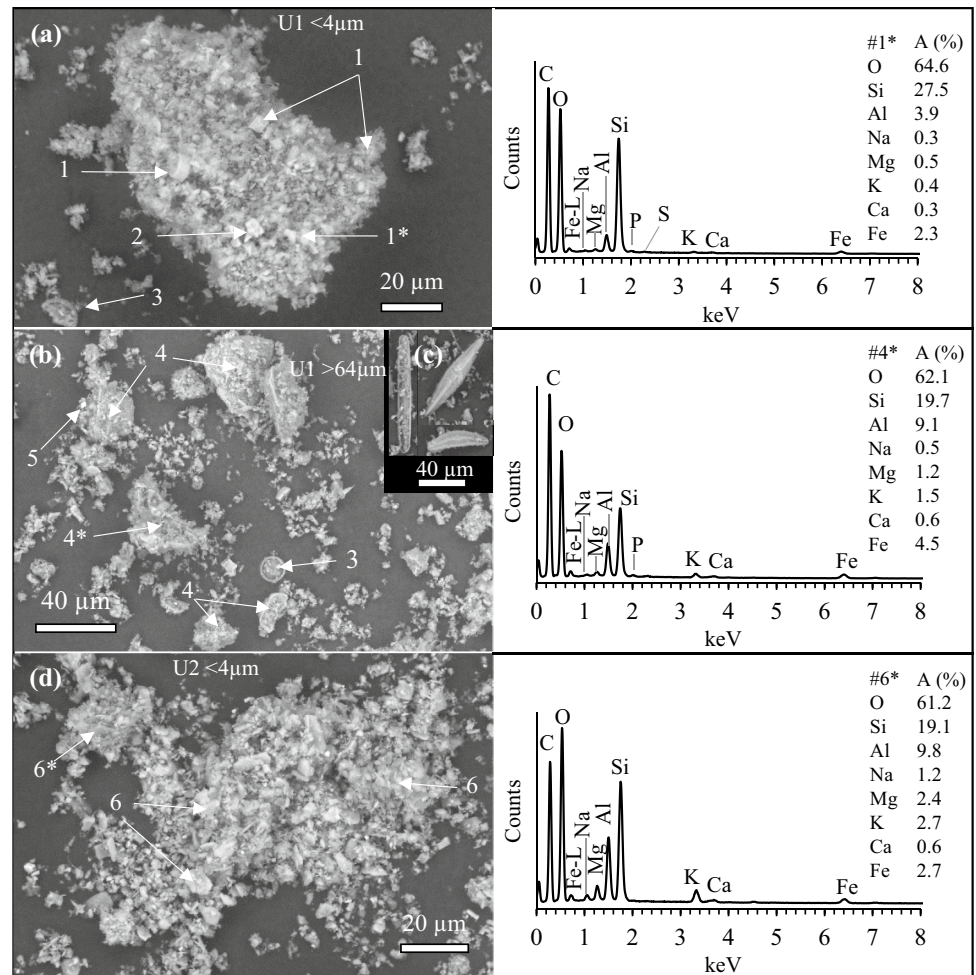 (a)
U1 <4µm
1
1
2
1*
3
20 µm
Counts
C
O
Fe-L
Na
Mg
Al
Si
P
S
K
Ca
Fe
0 1 2 3 4 5 6 7 8
keV
#1* A (%)
O 64.6
Si 27.5
Al 3.9
Na 0.3
Mg 0.5
K 0.4
Ca 0.3
Fe 2.3
(b)
4
U1 >64µm
(c)
5
4*
3
4
40 µm
40 µm
Counts
C
O
Fe-L
Na
Mg
Al
Si
P
K
Ca
Fe
0 1 2 3 4 5 6 7 8
keV
#4* A (%)
O 62.1
Si 19.7
Al 9.1
Na 0.5
Mg 1.2
K 1.5
Ca 0.6
Fe 4.5
(d)
U2 <4µm
6*
6
6
20 µm
Counts
C
O
Fe-L
Na
Mg
Al
Si
K
Ca
Fe
0 1 2 3 4 5 6 7 8
keV
#6* A (%)
O 61.2
Si 19.1
Al 9.8
Na 1.2
Mg 2.4
K 2.7
Ca 0.6
Fe 2.7